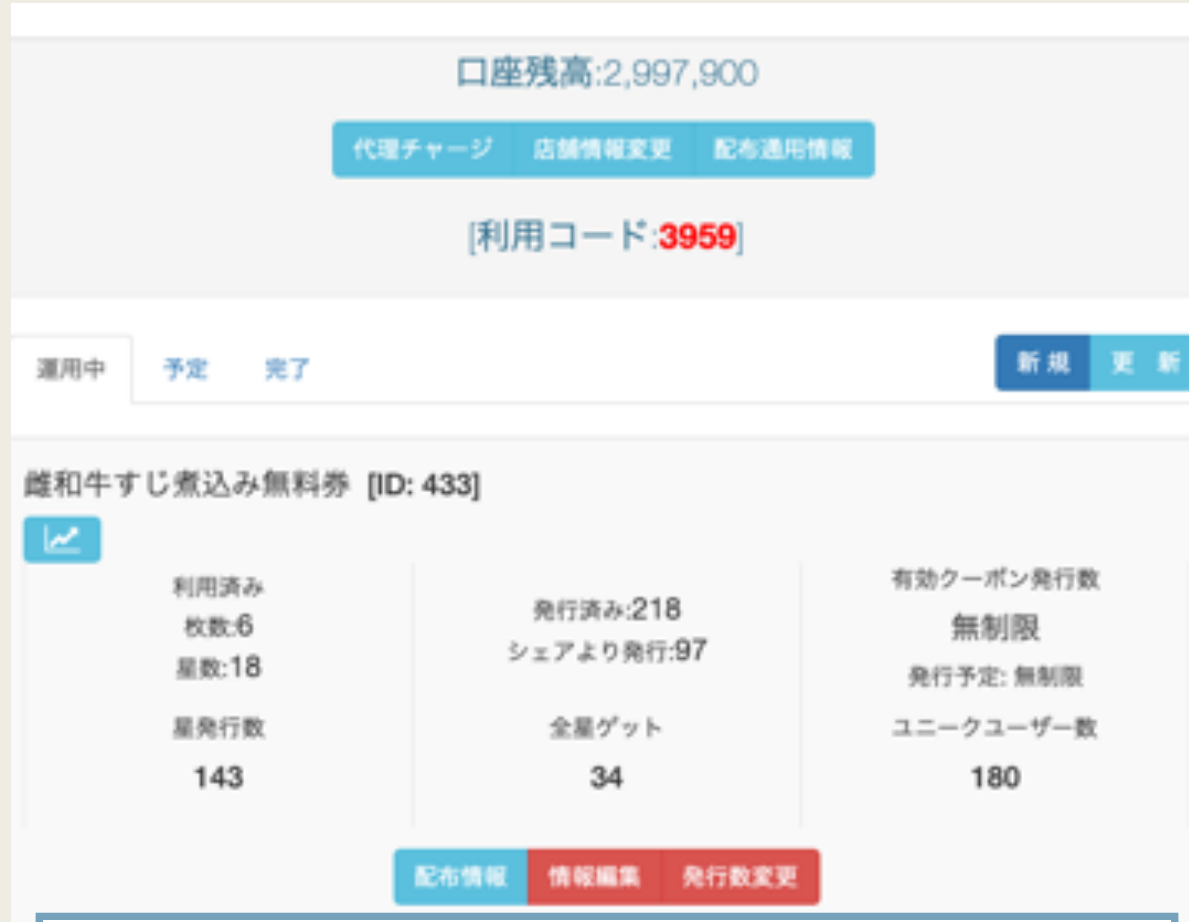 口座残高:2,997,900
代理チャージ 店舗情報変更 配布適用情報
[利用コード:3959]
運用中 予定 完了 新規 更 新
雌和牛すじ煮込み無料券 [ID: 433]
利用済み
枚数:6
星数:18
発行済み:218
シェアより発行:97
有効クーポン発行数
無制限
発行予定: 無制限
星発行数
143
全星ゲット
34
ユニークユーザー数
180
配布情報 情報編集 発行数変更